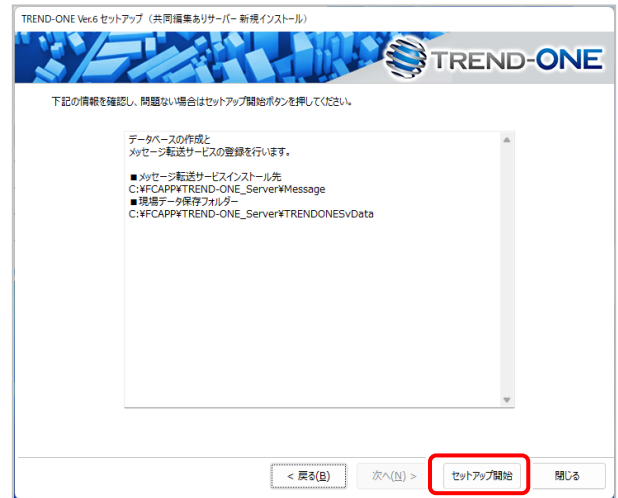 TREND-ONE Ver.6 セットアップ（共同編集ありサーバー 新規インストール）
TREND-ONE
下記の情報を確認し、問題ない場合はセットアップ開始ボタンを押してください。
データベースの作成と
メッセージ転送サービスの登録を行います。
■メッセージ転送サービスインストール先
C:¥FCAPP¥TREND-ONE_Server¥Message
■現場データ保存フォルダー
C:¥FCAPP¥TREND-ONE_Server¥TRENDONESvData
< 戻る(B) 次へ(N) > セットアップ開始 閉じる